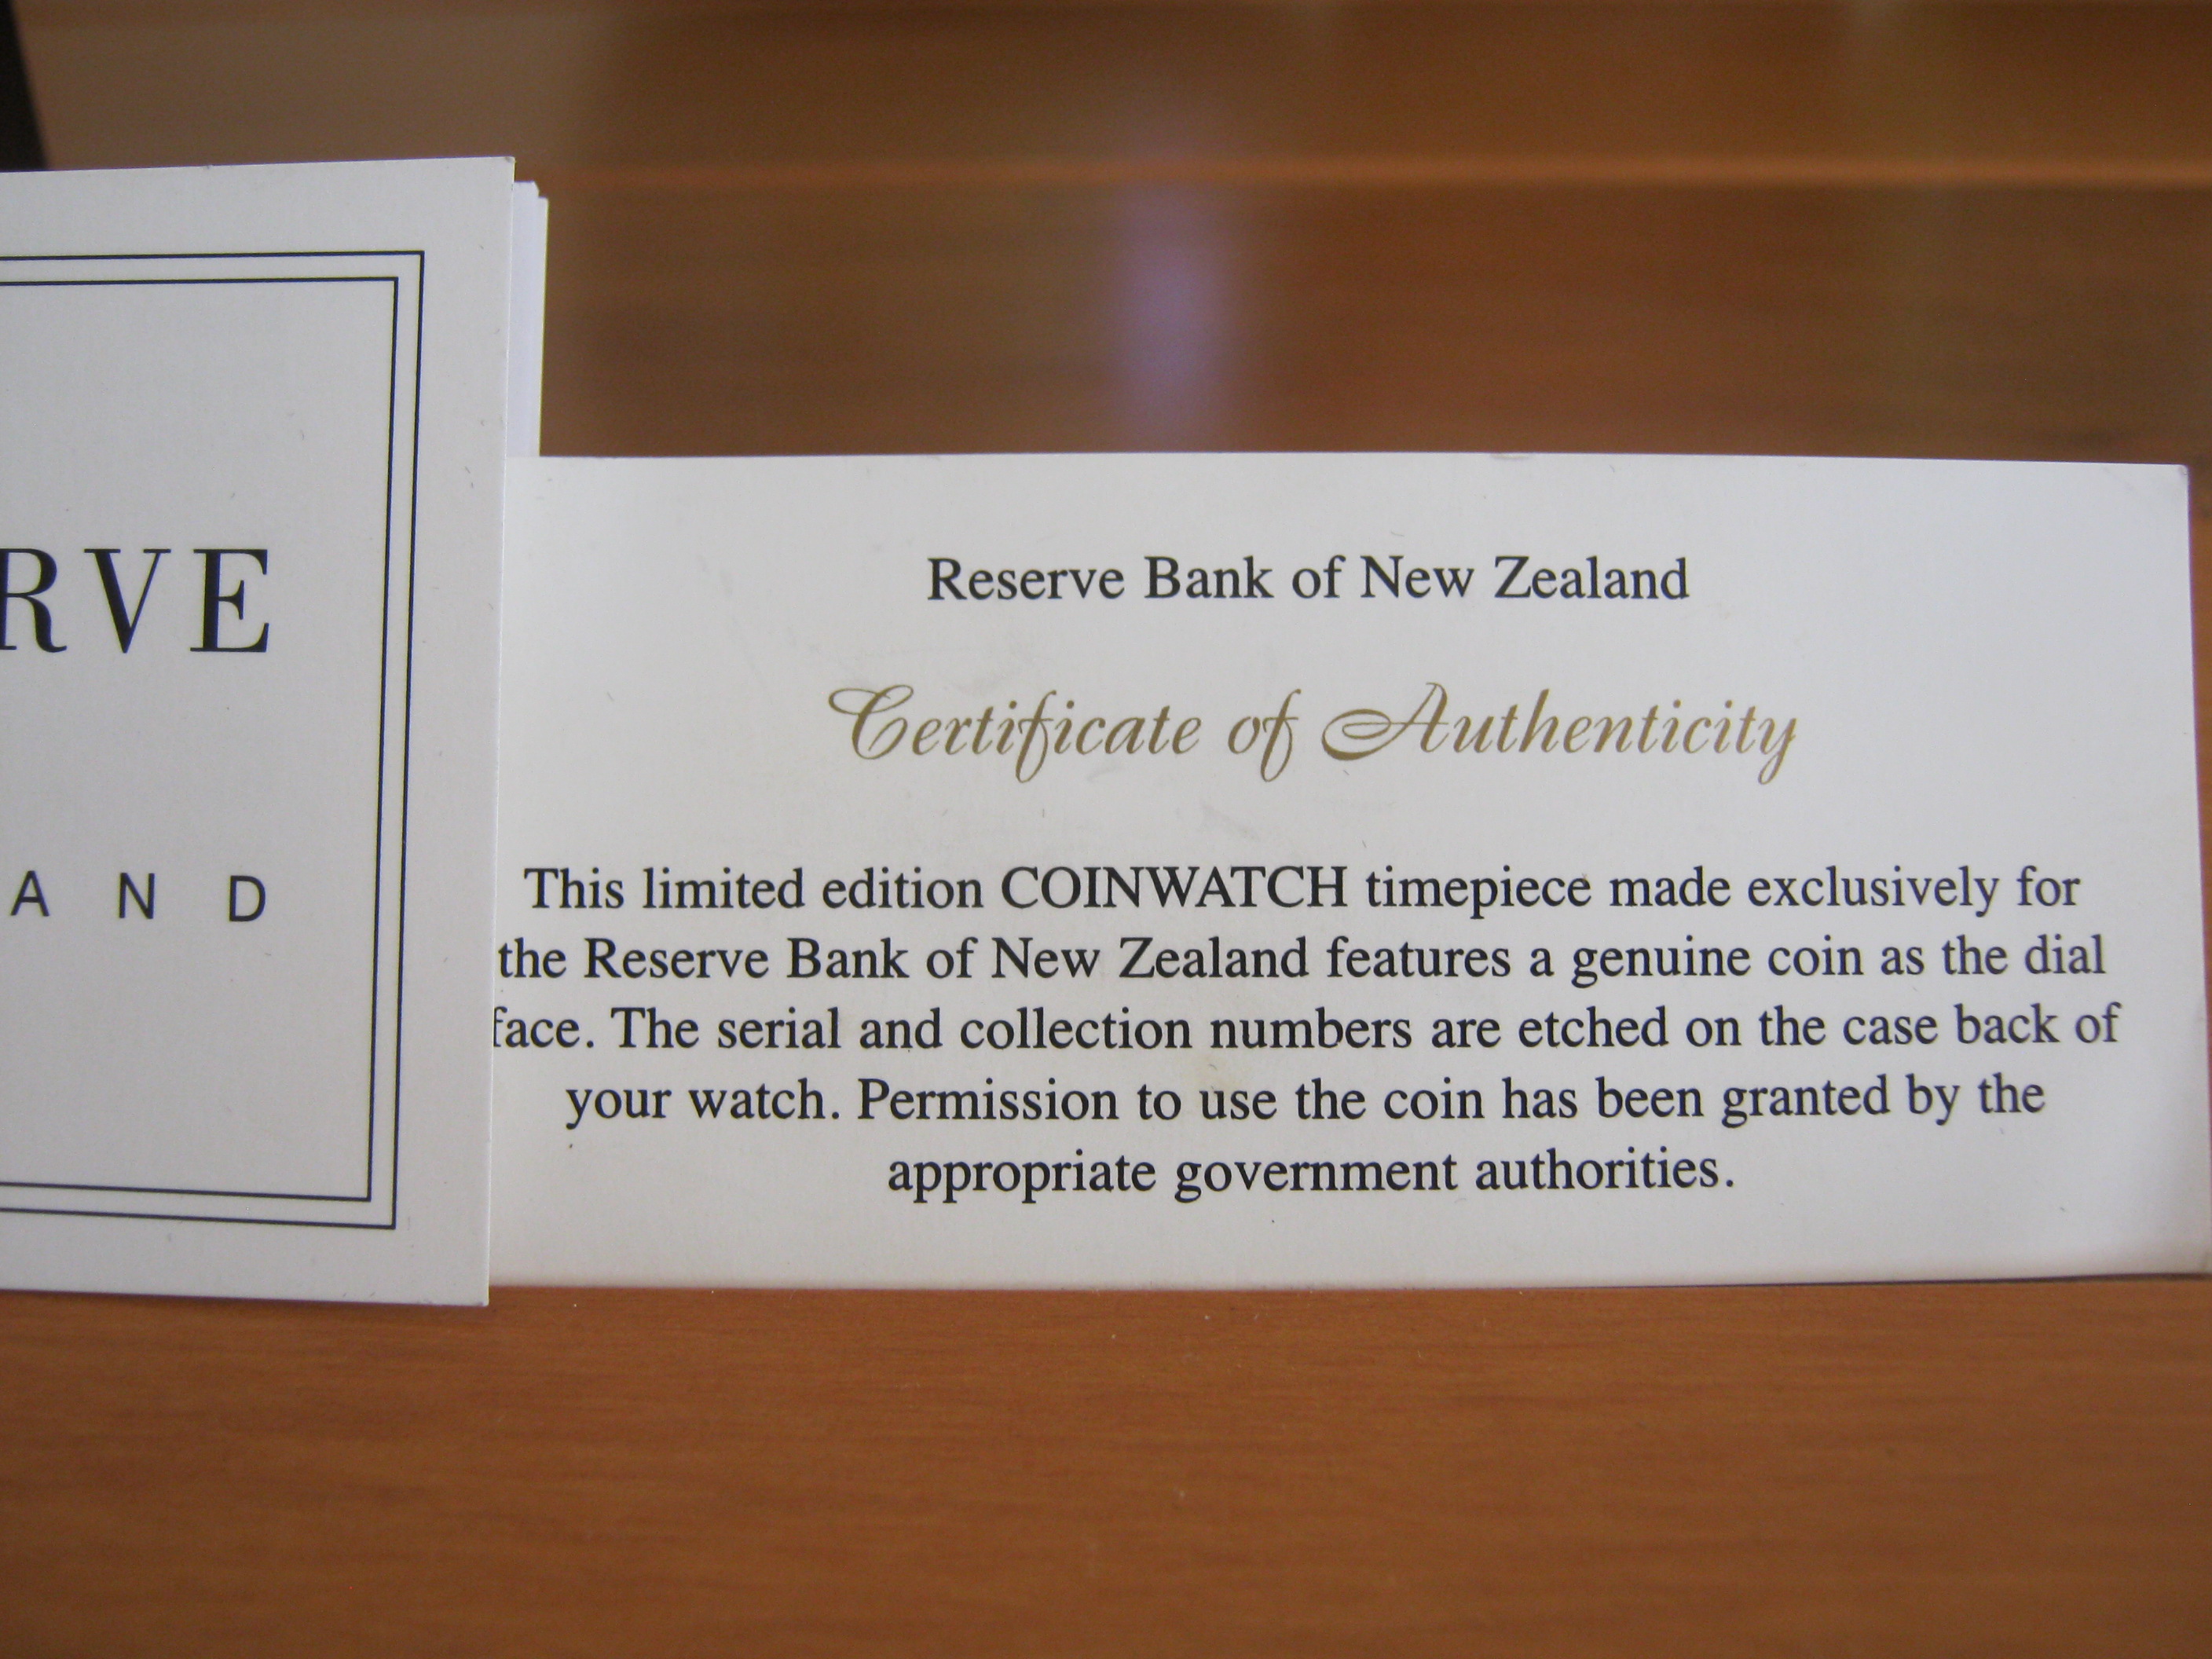 RVE
A N D
Reserve Bank of New Zealand
Certificate of Authenticity
This limited edition COINWATCH timepiece made exclusively for
the Reserve Bank of New Zealand features a genuine coin as the dial
face. The serial and collection numbers are etched on the case back of
your watch. Permission to use the coin has been granted by the
appropriate government authorities.